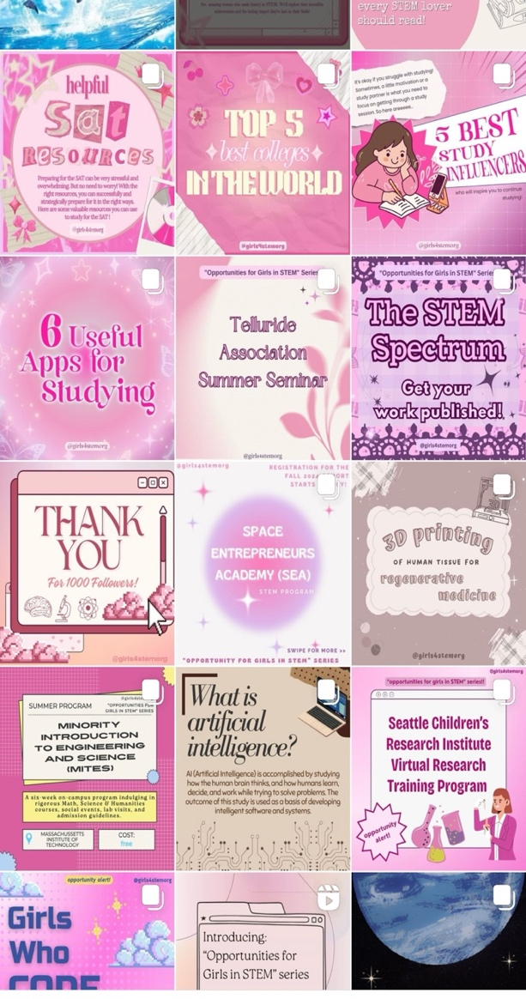 every STEM lover
should read!
helpful
Sat
RESOURCES
Preparing for the SAT can be very stressful and
overwhelming. But no need to worry! With the
right resources, you can successfully and
strategically prepare for it in the right ways.
Here are some valuable resources you can use
to study for the SAT!
@girls4stemorg
TOP 5
best colleges
IN THE WORLD
@girls4stemorg
It's okay if you struggle with studying!
Sometimes, a little motivation or a
study partner is what you need to
focus on getting through a study
session. So here areeeee..
5 BEST
STUDY
INFLUENCERS
who will inspire you to continue
studying!
@girls4stemorg
6 Useful
Apps for
Studying
@girls4stemorg
"Opportunities for Girls in STEM" Series
Telluride
Association
Summer Seminar
@girls4stemorg
"Opportunities for Girls in STEM" Series
The STEM
Spectrum
Get your
work published!
@girls4stemorg
THANK
YOU
For 1000 Followers!
@girls4stemorg
@girls4stemorg
REGISTRATION FOR THE
FALL
STARTS
SPACE
ENTREPRENEURS
ACADEMY (SEA)
STEM PROGRAM
SWIPE FOR MORE >>
"OPPORTUNITY FOR GIRLS IN STEM" SERIES
3D printing
OF HUMAN TISSUE FOR
regenerative
medicine
@girls4stemorg
SUMMER PROGRAM
"OPPORTUNITIES FOR
GIRLS IN STEM" SERIES
MINORITY
INTRODUCTION
TO ENGINEERING
AND SCIENCE
(MITES)
A six-week on-campus program indulging in
rigorous Math, Science & Humanities
courses, social events, lab visits, and
admission guidelines.
MASSACHUSSETTS
INSTITUTE OF
TECHNOLOGY
COST:
free
What is
artificial
intelligence?
AI (Artificial Intelligence) is accomplished by studying
how the human brain thinks, and how humans learn,
decide, and work while trying to solve problems. The
outcome of this study is used as a basis of developing
intelligent software and systems.
@girls4stemorg
"opportunities for girls in STEM" series!!
Seattle Children's
Research Institute
Virtual Research
Training Program
opportunity
alert!
opportunity alert!
@girls4stemorg
Girls
Who
CODE
Introducing:
"Opportunities for
Girls in STEM" series